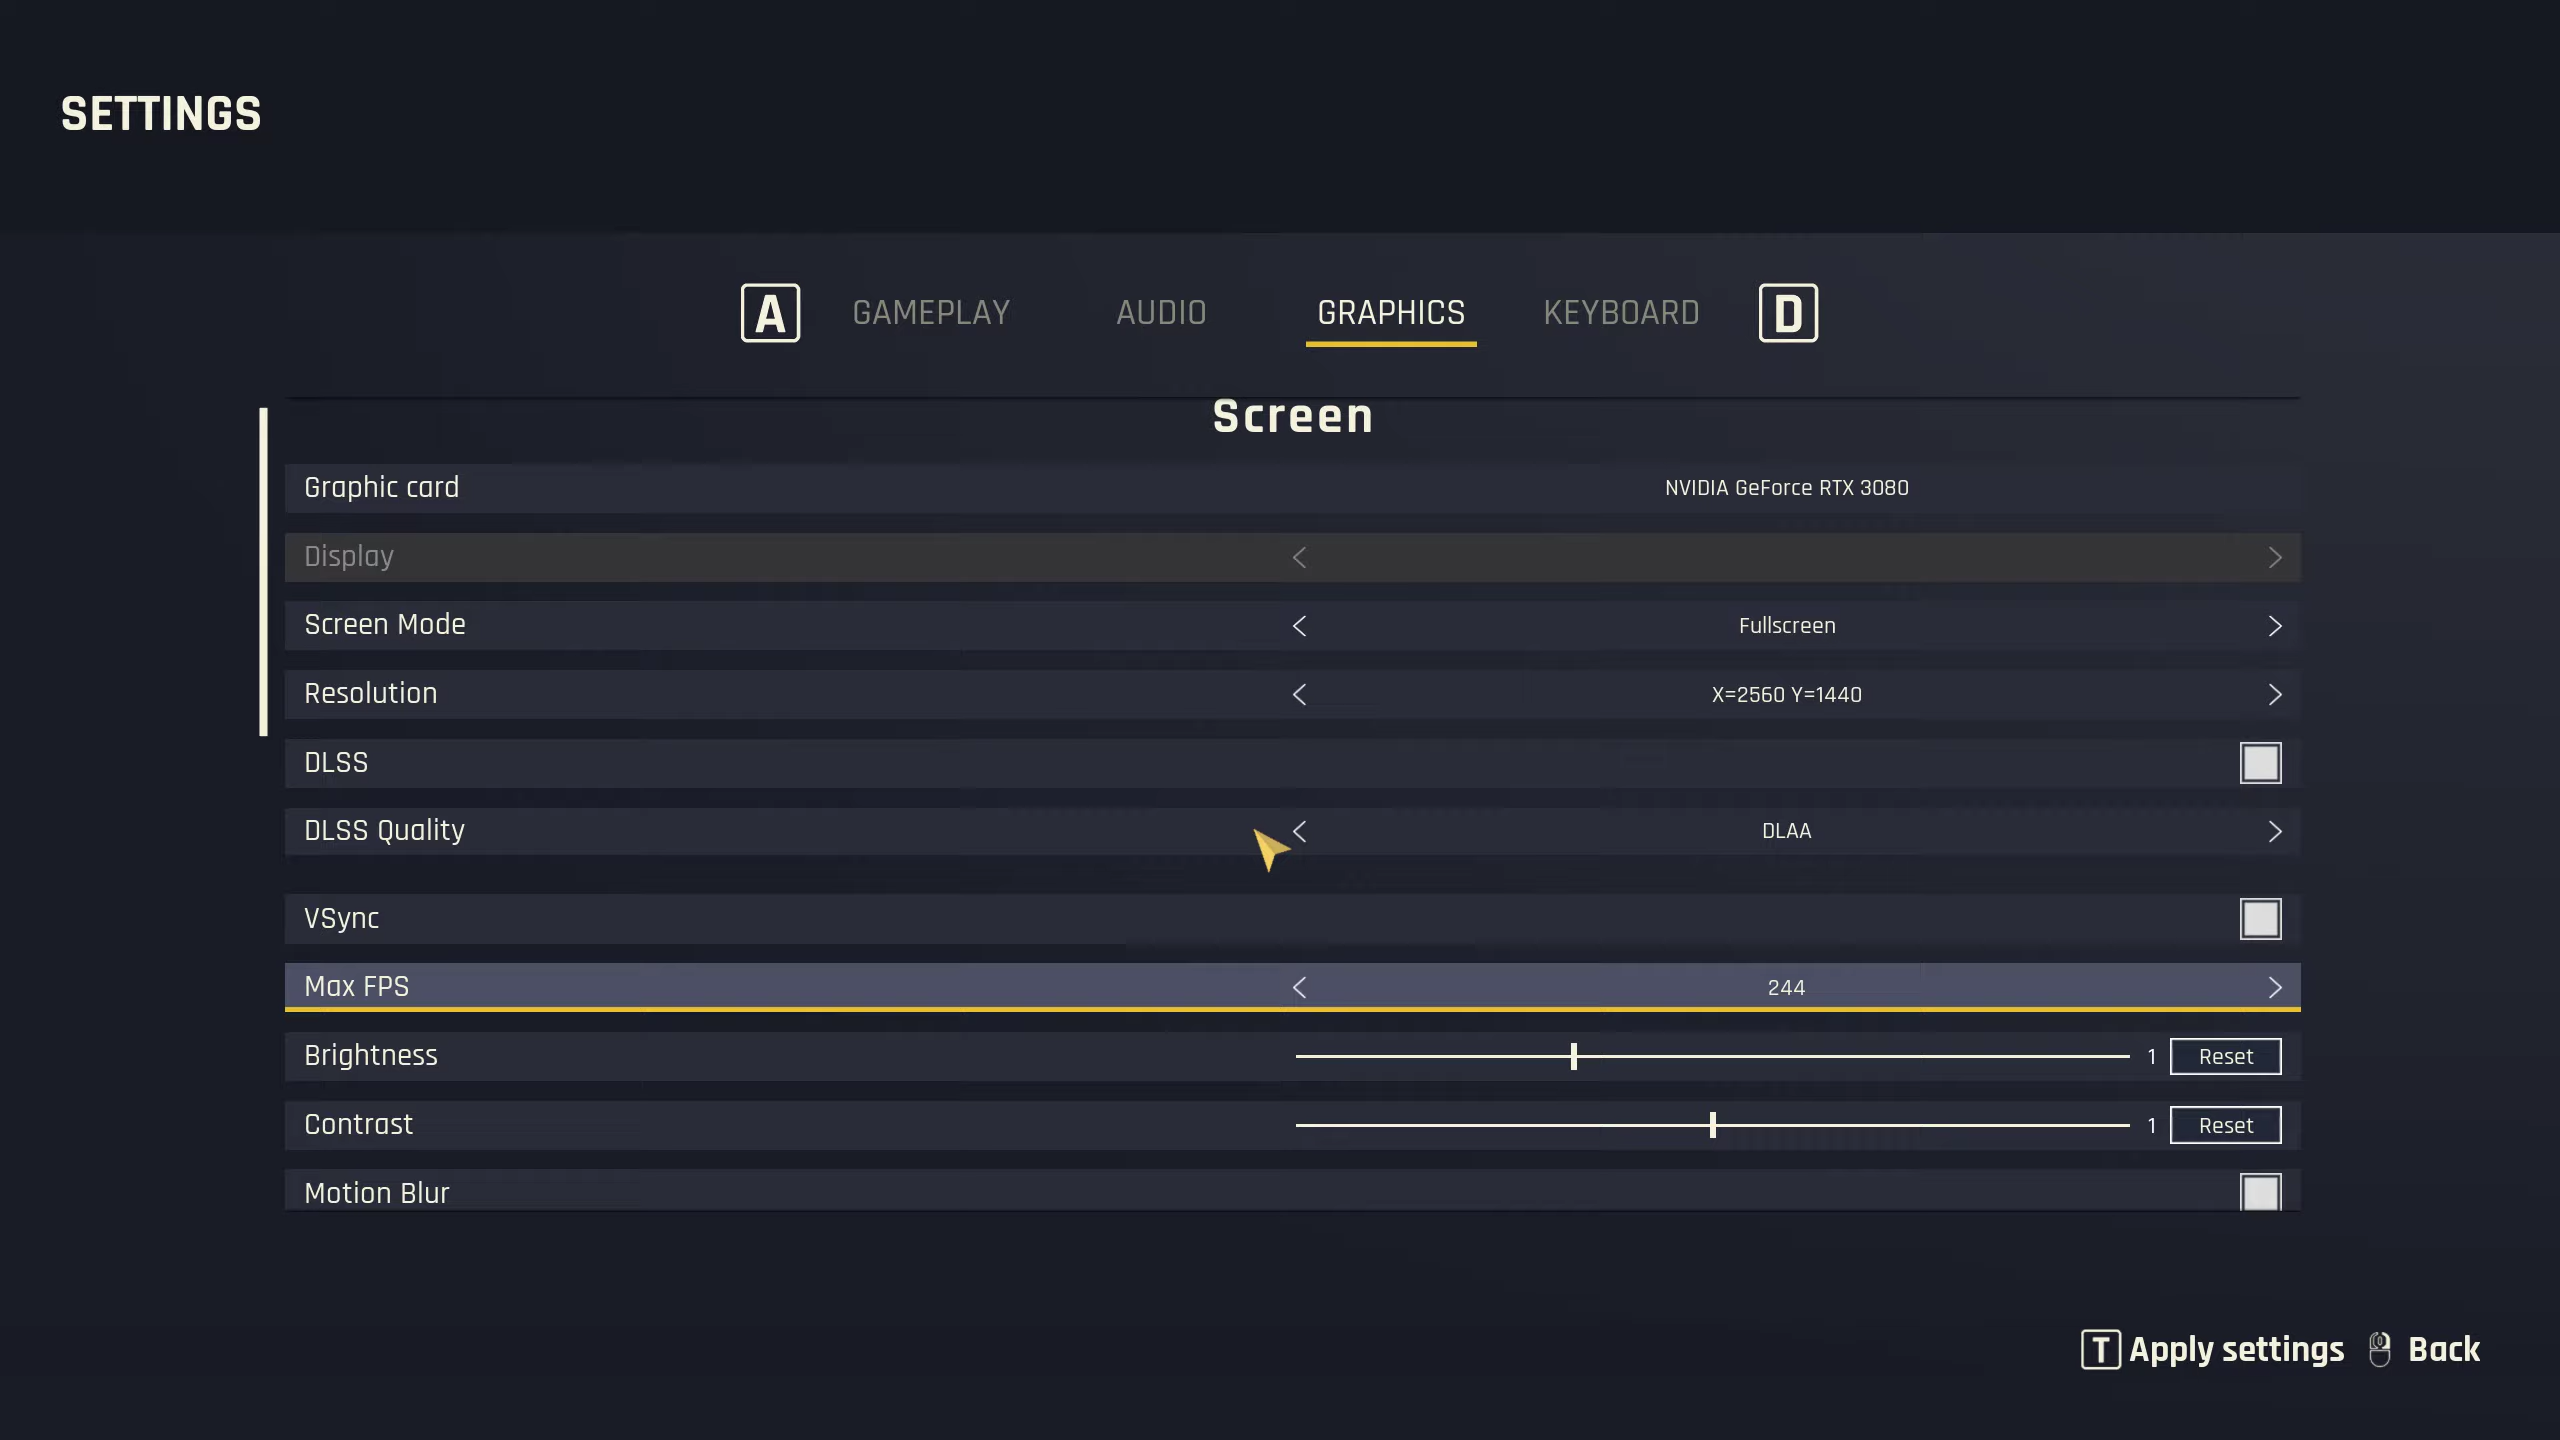 SETTINGS
A GAMEPLAY AUDIO GRAPHICS KEYBOARD D
Screen
Graphic card NVIDIA GeForce RTX 3080
Display
Screen Mode Fullscreen
Resolution X=2560 Y=1440
DLSS
DLSS Quality DLAA
VSync
Max FPS 244
Brightness 1 Reset
Contrast 1 Reset
Motion Blur
T Apply settings Back